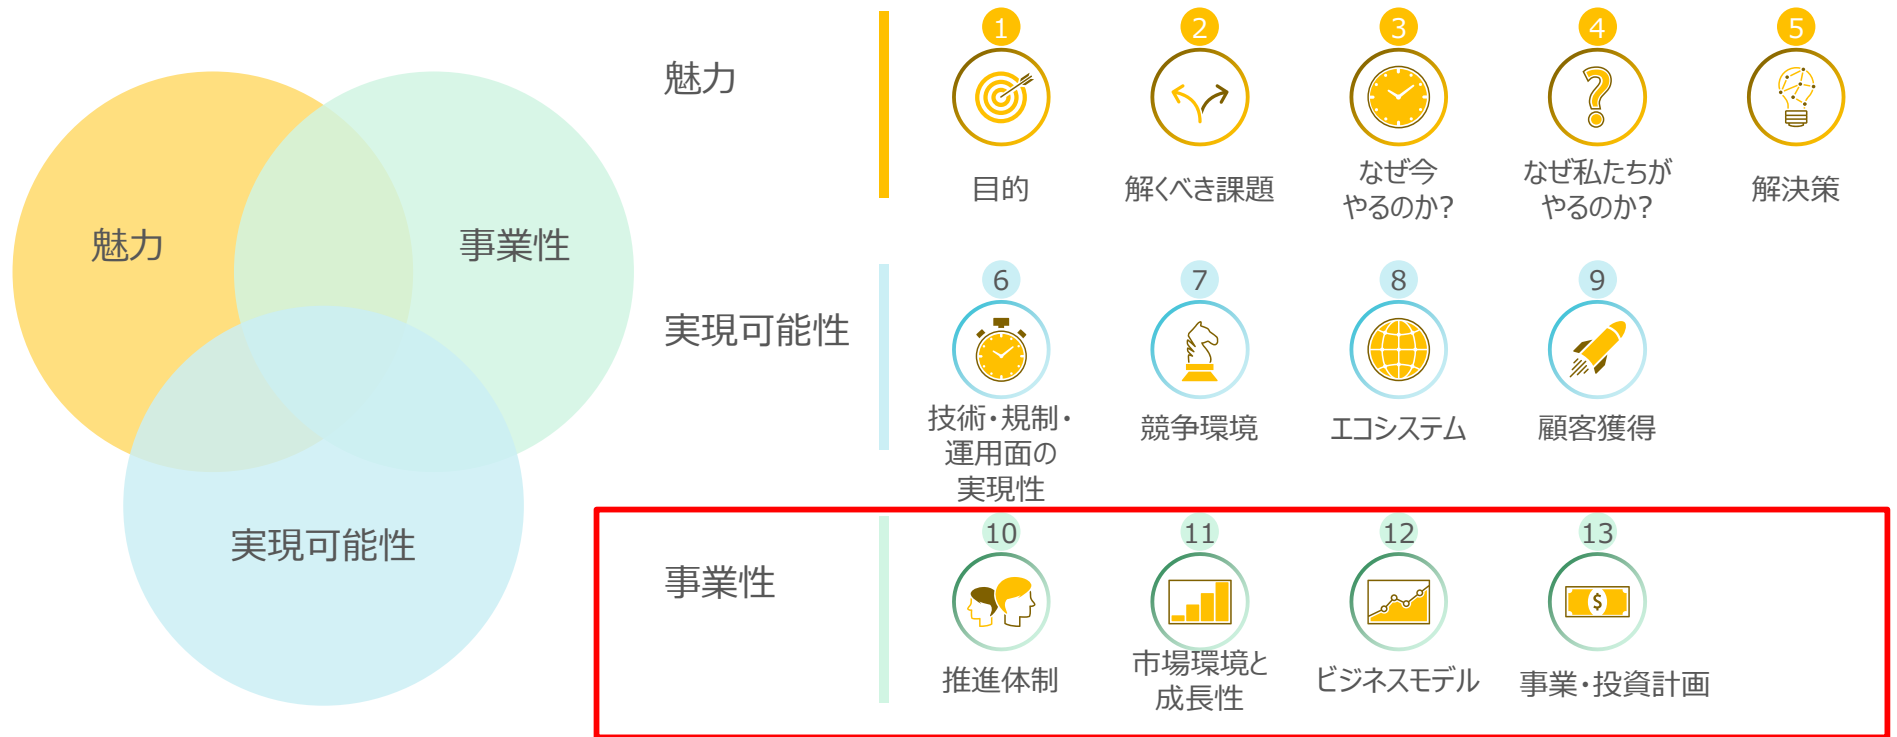 魅力
事業性
実現可能性
魅力
1
2
3
4
5
目的
解くべき課題
なぜ今
やるのか?
なぜ私たちが
やるのか?
解決策
実現可能性
6
7
8
9
技術・規制・
運用面の
実現性
競争環境
エコシステム
顧客獲得
事業性
10
11
12
13
$
推進体制
市場環境と
成長性
ビジネスモデル
事業・投資計画